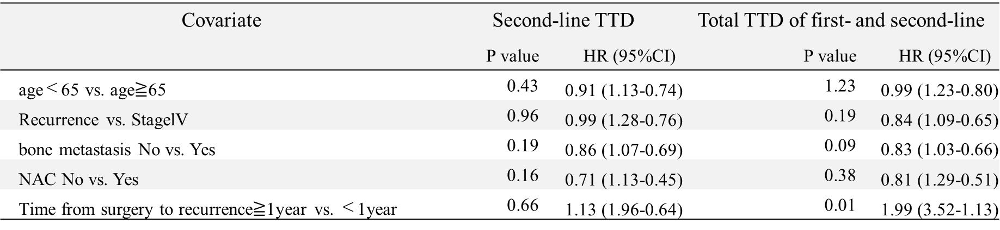 Covariate Second-line TTD Total TTD of first- and second-line
P value HR (95%CI) P value HR (95%CI)
age＜65 vs. age≧65 0.43 0.91 (1.13-0.74) 1.23 0.99 (1.23-0.80)
Recurrence vs. StagelV 0.96 0.99 (1.28-0.76) 0.19 0.84 (1.09-0.65)
bone metastasis No vs. Yes 0.19 0.86 (1.07-0.69) 0.09 0.83 (1.03-0.66)
NAC No vs. Yes 0.16 0.71 (1.13-0.45) 0.38 0.81 (1.29-0.51)
Time from surgery to recurrence≧1year vs. ＜1year 0.66 1.13 (1.96-0.64) 0.01 1.99 (3.52-1.13)